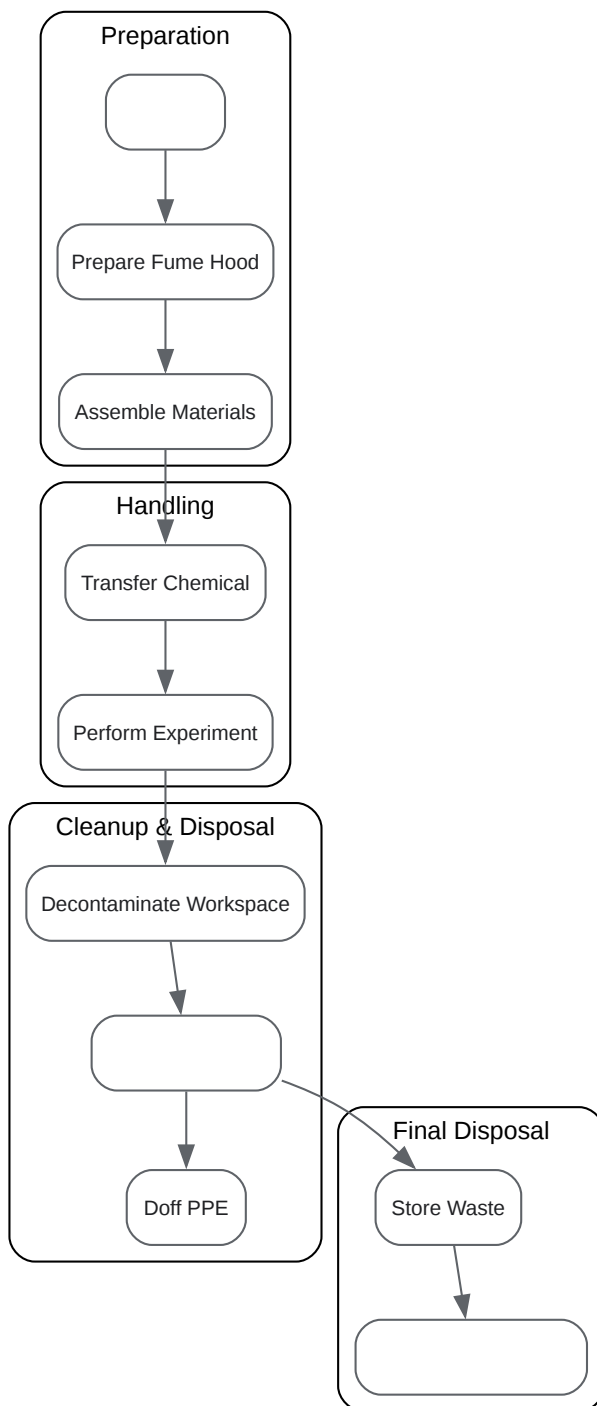 Preparation
Prepare Fume Hood
Assemble Materials
Handling
Transfer Chemical
Perform Experiment
Cleanup & Disposal
Decontaminate Workspace
Final Disposal
Doff PPE
Store Waste